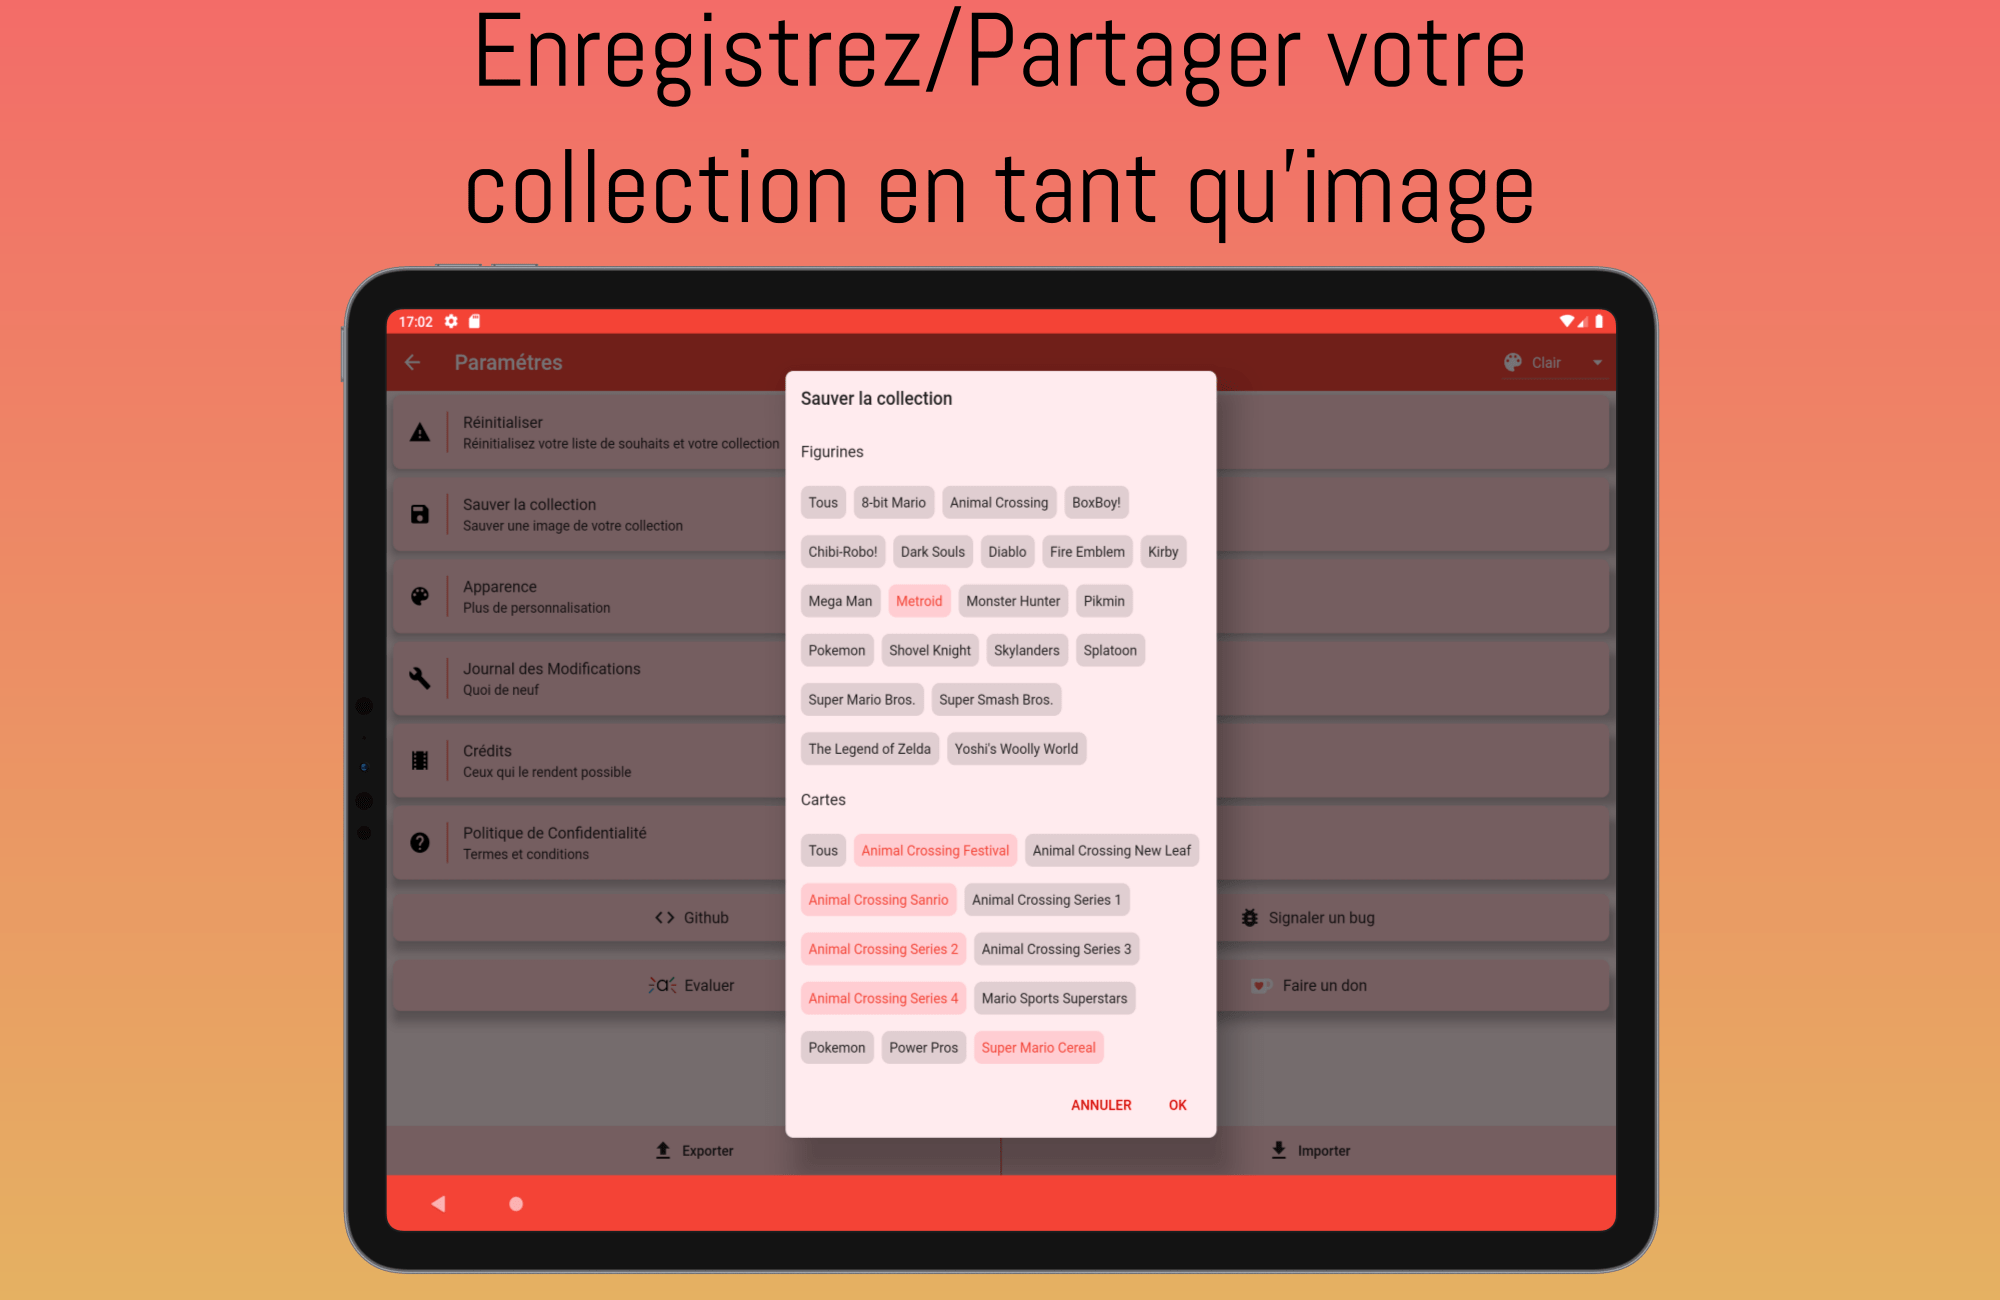 Enregistrez/Partager votre
collection en tant qu'image
17:02
Paramétres
Clair
Réinitialiser
Réinitialisez votre liste de souhaits et votre collection
Sauver la collection
Sauver une image de votre collection
Apparence
Plus de personnalisation
Journal des Modifications
Quoi de neuf
Crédits
Ceux qui le rendent possible
Politique de Confidentialité
Termes et conditions
Github
Signaler un bug
Evaluer
Faire un don
Exporter
Importer
Sauver la collection
Figurines
Tous 8-bit Mario Animal Crossing BoxBoy!
Chibi-Robo! Dark Souls Diablo Fire Emblem Kirby
Mega Man Metroid Monster Hunter Pikmin
Pokemon Shovel Knight Skylanders Splatoon
Super Mario Bros. Super Smash Bros.
The Legend of Zelda Yoshi's Woolly World
Cartes
Tous Animal Crossing Festival Animal Crossing New Leaf
Animal Crossing Sanrio Animal Crossing Series 1
Animal Crossing Series 2 Animal Crossing Series 3
Animal Crossing Series 4 Mario Sports Superstars
Pokemon Power Pros Super Mario Cereal
ANNULER OK